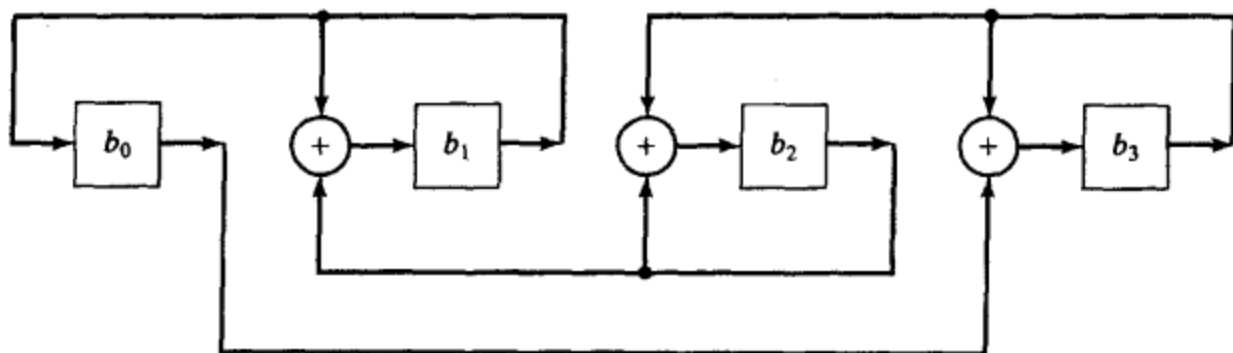 b₀ + b₁ + b₂ + b₃